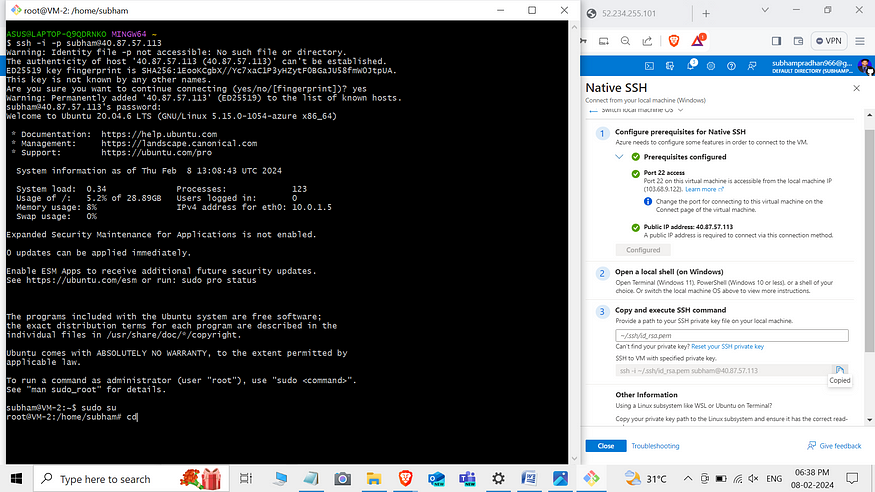 root@VM-2: /home/subham
ASUS@LAPTOP-Q9QDRNKO MINGW64 ~
$ ssh -i -p subham@40.87.57.113
Warning: Identity file -p not accessible: No such file or directory.
The authenticity of host '40.87.57.113 (40.87.57.113)' can't be established.
ED25519 key fingerprint is SHA256:1EooKCgbX//Yc7xaC1P3yHZytFOBGaJU58fmWOJtpUA.
This key is not known by any other names.
Are you sure you want to continue connecting (yes/no/[fingerprint])? yes
Warning: Permanently added '40.87.57.113' (ED25519) to the list of known hosts.
subham@40.87.57.113's password:
Welcome to Ubuntu 20.04.6 LTS (GNU/Linux 5.15.0-1054-azure x86_64)
* Documentation: https://help.ubuntu.com
* Management: https://landscape.canonical.com
* Support: https://ubuntu.com/pro
System information as of Thu Feb 8 13:08:43 UTC 2024
System load: 0.34 Processes: 123
Usage of /: 5.2% of 28.89GB Users logged in: 0
Memory usage: 8% IPv4 address for eth0: 10.0.1.5
Swap usage: 0%
Expanded Security Maintenance for Applications is not enabled.
0 updates can be applied immediately.
Enable ESM Apps to receive additional future security updates.
See https://ubuntu.com/esm or run: sudo pro status
The programs included with the Ubuntu system are free software;
the exact distribution terms for each program are described in the
individual files in /usr/share/doc/*/copyright.
Ubuntu comes with ABSOLUTELY NO WARRANTY, to the extent permitted by
applicable law.
To run a command as administrator (user "root"), use "sudo <command>".
See "man sudo_root" for details.
subham@VM-2:~$ sudo su
root@VM-2:/home/subham# cd
52.234.255.101
VPN
subhampradhan966@g...
DEFAULT DIRECTORY (SUBHAMP...
Native SSH
Connect from your local machine (Windows)
Switch local machine OS
1 Configure prerequisites for Native SSH
Azure needs to configure some features in order to connect to the VM.
Prerequisites configured
Port 22 access
Port 22 on this virtual machine is accessible from the local machine IP
(103.68.9.122). Learn more
Change the port for connecting to this virtual machine on the
Connect page of the virtual machine.
Public IP address: 40.87.57.113
A public IP address is required to connect via this connection method.
Configured
2 Open a local shell (on Windows)
Open Terminal (Windows 11), PowerShell (Windows 10 or less), or a shell of your
choice. Or switch the local machine OS above to view more instructions.
3 Copy and execute SSH command
Provide a path to your SSH private key file on your local machine.
~/.ssh/id_rsa.pem
Can't find your private key? Reset your SSH private key
SSH to VM with specified private key.
ssh -i ~/.ssh/id_rsa.pem subham@40.87.57.113
Copied
Other Information
Using a Linux subsystem like WSL or Ubuntu on Terminal?
Copy your private key path to the Linux subsystem and ensure it has the correct read-
Close Troubleshooting Give feedback
Type here to search
31°C
ENG
06:38 PM
08-02-2024